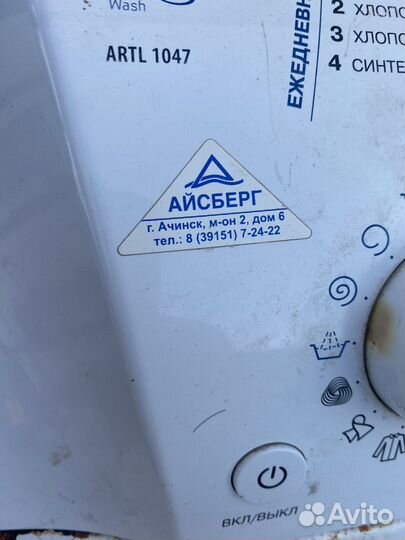 Wash
ARTL 1047
ЕЖЕДНЕВН
2 ХЛОПО
3 ХЛОПО
4 СИНТЕ
АЙСБЕРГ
г. Ачинск, м-он 2, дом 6
тел.: 8 (39151) 7-24-22
ВКЛ/ВЫКЛ
Avito